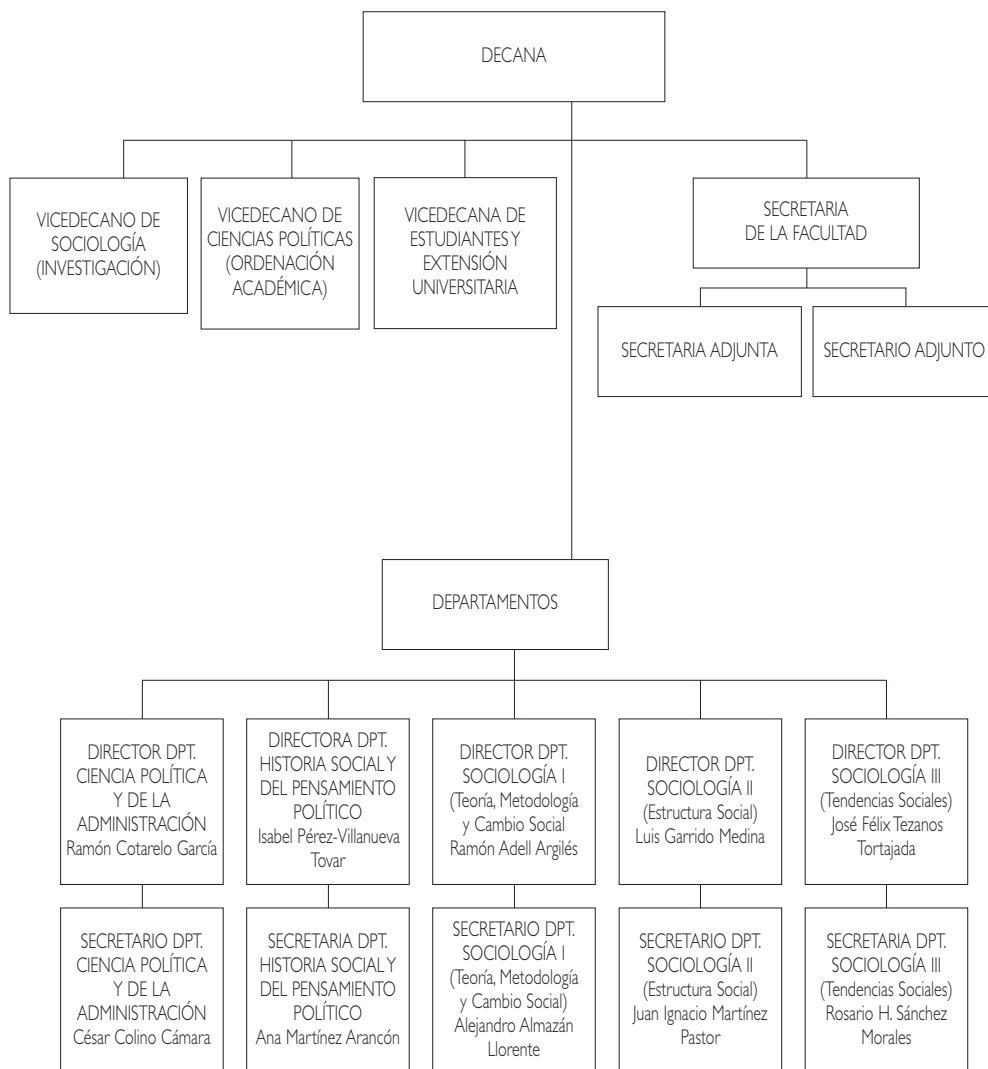 DECANA
VICEDECANO DE
SOCIOLOGÍA
(INVESTIGACIÓN)
VICEDECANO DE
CIENCIAS POLÍTICAS
(ORDENACIÓN
ACADÉMICA)
VICEDECANA DE
ESTUDIANTES Y
EXTENSIÓN
UNIVERSITARIA
SECRETARIA
DE LA FACULTAD
SECRETARIA ADJUNTA
SECRETARIO ADJUNTO
DEPARTAMENTOS
DIRECTOR DPT.
CIENCIA POLÍTICA
Y DE LA
ADMINISTRACIÓN
Ramón Cotarelo García
DIRECTORA DPT.
HISTORIA SOCIAL Y
DEL PENSAMIENTO
POLÍTICO
Isabel Pérez-Villanueva
Tovar
DIRECTOR DPT.
SOCIOLOGÍA I
(Teoría, Metodología
y Cambio Social
Ramón Adell Argilés
DIRECTOR DPT.
SOCIOLOGÍA II
(Estructura Social)
Luis Garrido Medina
DIRECTOR DPT.
SOCIOLOGÍA III
(Tendencias Sociales)
José Félix Tezanos
Tortajada
SECRETARIO DPT.
CIENCIA POLÍTICA
Y DE LA
ADMINISTRACIÓN
César Colino Cámara
SECRETARIA DPT.
HISTORIA SOCIAL Y
DEL PENSAMIENTO
POLÍTICO
Ana Martínez Arancón
SECRETARIO DPT.
SOCIOLOGÍA I
(Teoría, Metodología
y Cambio Social)
Alejandro Almazán
Llorente
SECRETARIO DPT.
SOCIOLOGÍA II
(Estructura Social)
Juan Ignacio Martínez
Pastor
SECRETARIA DPT.
SOCIOLOGÍA III
(Tendencias Sociales)
Rosario H. Sánchez
Morales